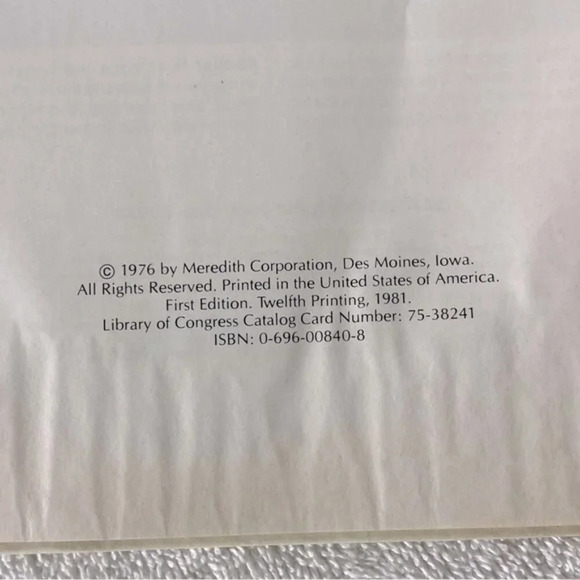 © 1976 by Meredith Corporation, Des Moines, Iowa.
All Rights Reserved. Printed in the United States of America.
First Edition. Twelfth Printing, 1981.
Library of Congress Catalog Card Number: 75-38241
ISBN: 0-696-00840-8